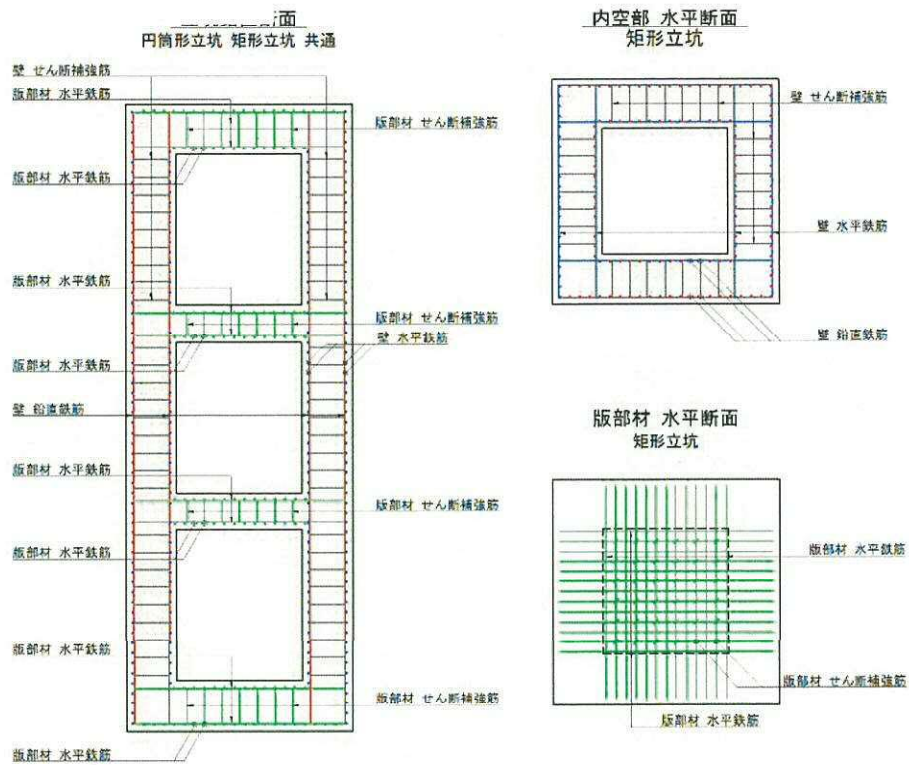 断面
円筒形立坑 矩形立坑 共通
壁 せん断補強筋
版部材 水平鉄筋
版部材 せん断補強筋
版部材 水平鉄筋
版部材 水平鉄筋
版部材 せん断補強筋
壁 水平鉄筋
版部材 水平鉄筋
壁 鉛直鉄筋
版部材 水平鉄筋
版部材 せん断補強筋
版部材 水平鉄筋
版部材 水平鉄筋
版部材 せん断補強筋
版部材 水平鉄筋
内空部 水平断面
矩形立坑
壁 せん断補強筋
壁 水平鉄筋
壁 鉛直鉄筋
版部材 水平断面
矩形立坑
版部材 水平鉄筋
版部材 せん断補強筋
版部材 水平鉄筋